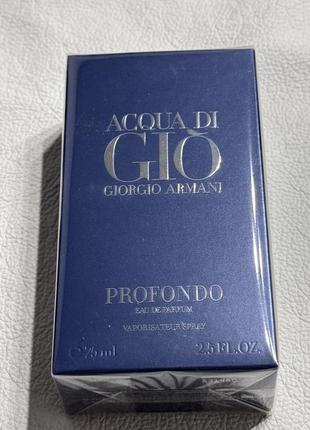 ACQUA DI
GIÒ
GIORGIO ARMANI
PROFONDO
EAU DE PARFUM
VAPORISATEUR SPRAY
℮ 75 ml 2.5 FL.OZ.